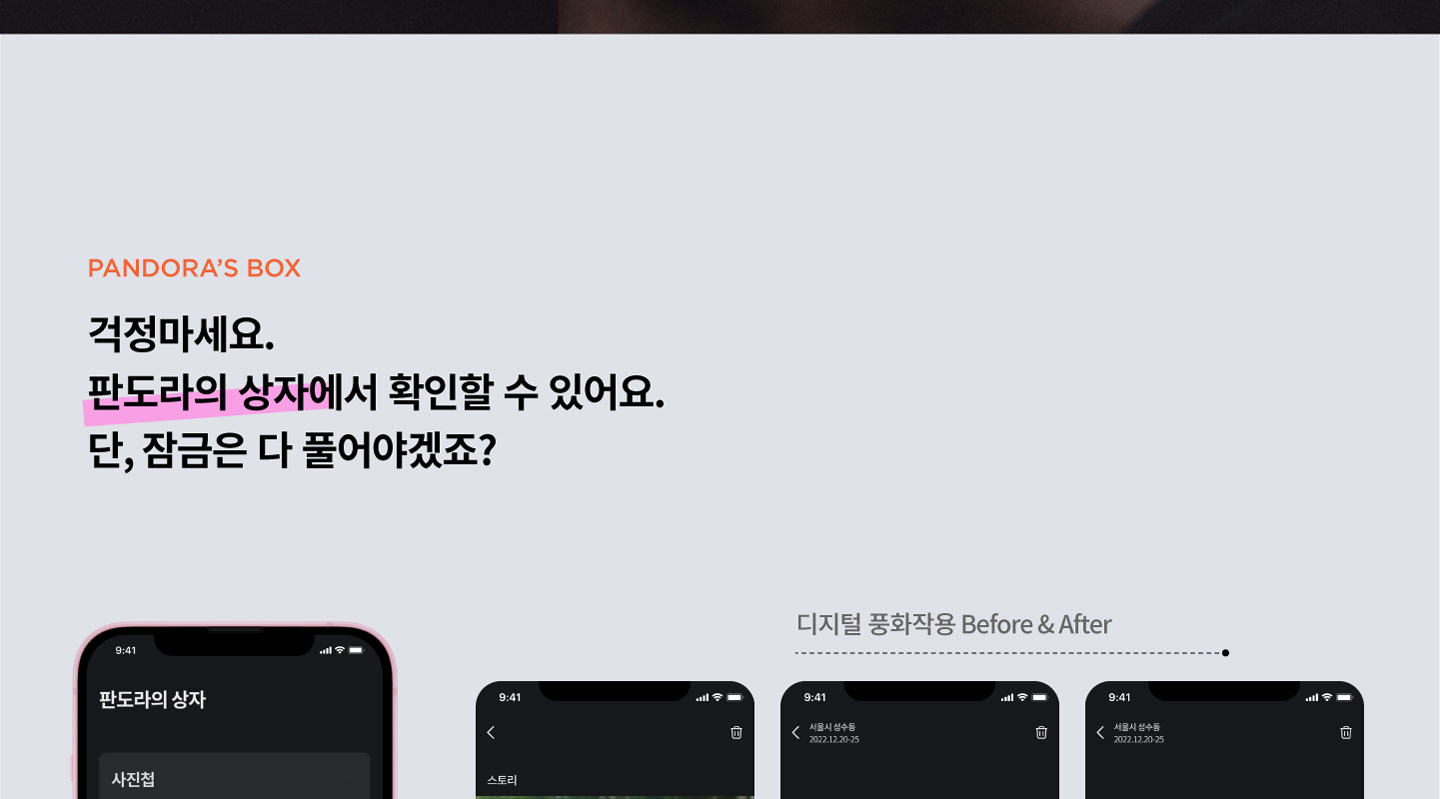 PANDORA’S BOX
걱정마세요.
판도라의 상자에서 확인할 수 있어요.
단, 잠금은 다 풀어야겠죠?
디지털 풍화작용 Before & After
9:41
판도라의 상자
사진첩
9:41
스토리
9:41
서울시 성수동
2022.12.20-25
9:41
서울시 성수동
2022.12.20-25